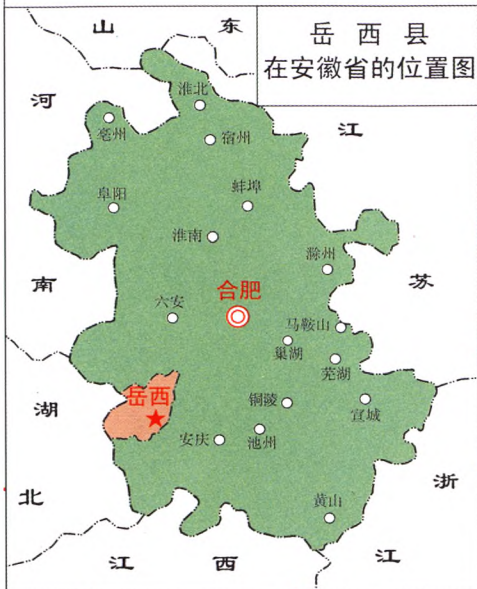 岳西县
在安徽省的位置图
山东
河南
江苏
湖北
浙江
江西
淮北
亳州
宿州
阜阳
蚌埠
淮南
滁州
合肥
六安
马鞍山
巢湖
芜湖
岳西
铜陵
宣城
安庆
池州
黄山